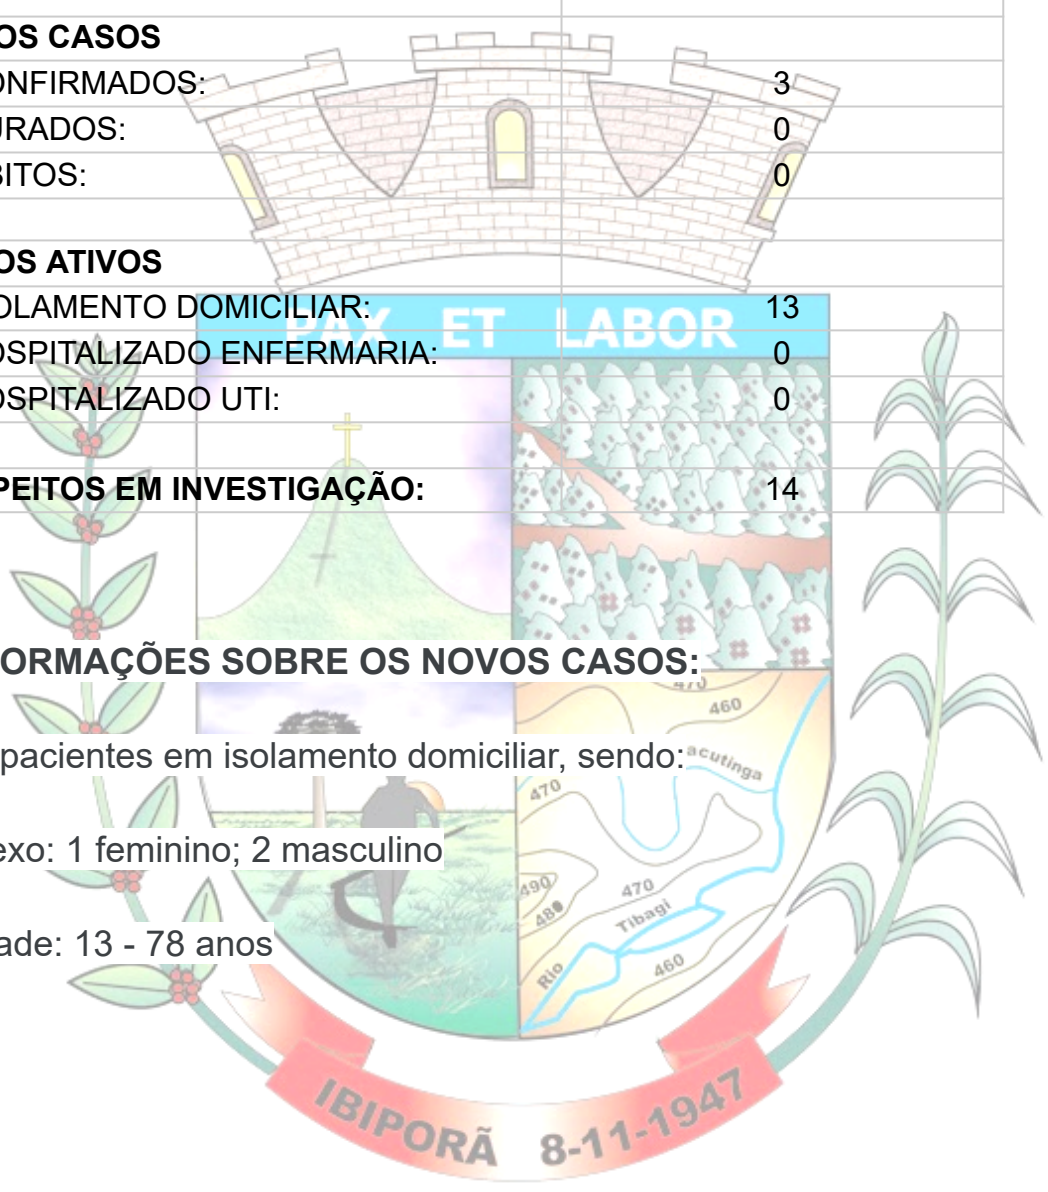 OS CASOS
ONFIRMADOS: 3
URADOS: 0
BITOS: 0
OS ATIVOS
OLAMENTO DOMICILIAR: 13
PAX ET LABOR
OSPITALIZADO ENFERMARIA: 0
OSPITALIZADO UTI: 0
PEITOS EM INVESTIGAÇÃO: 14
ORMAÇÕES SOBRE OS NOVOS CASOS:
470
460
pacientes em isolamento domiciliar, sendo:
acutinga
470
exo: 1 feminino; 2 masculino
490
480
470
Tibagi
ade: 13 - 78 anos
Rio
460
IBIPORÃ 8-11-1947